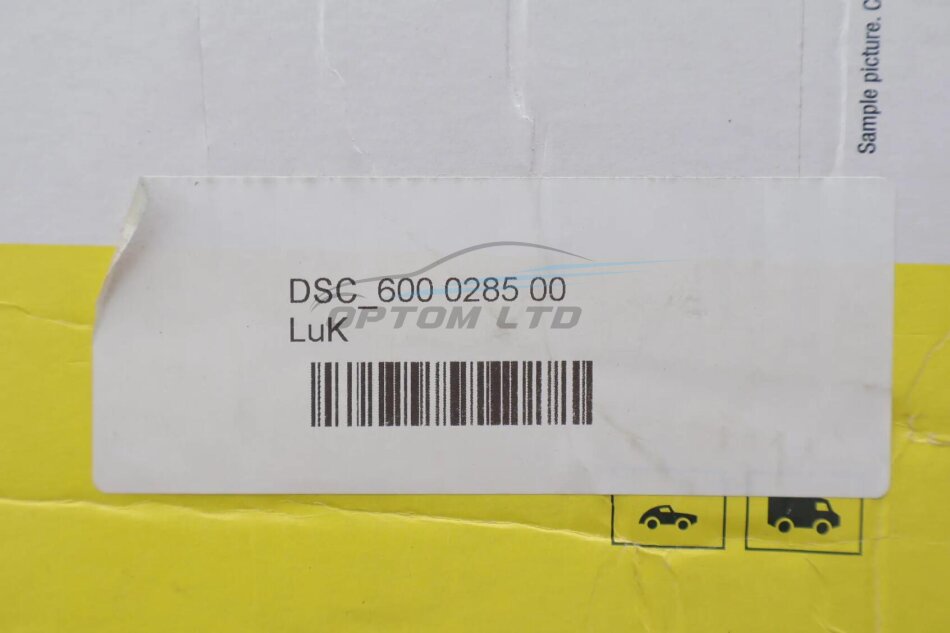 Sample picture. C
DSC_600 0285 00
OPTOM LTD
LuK